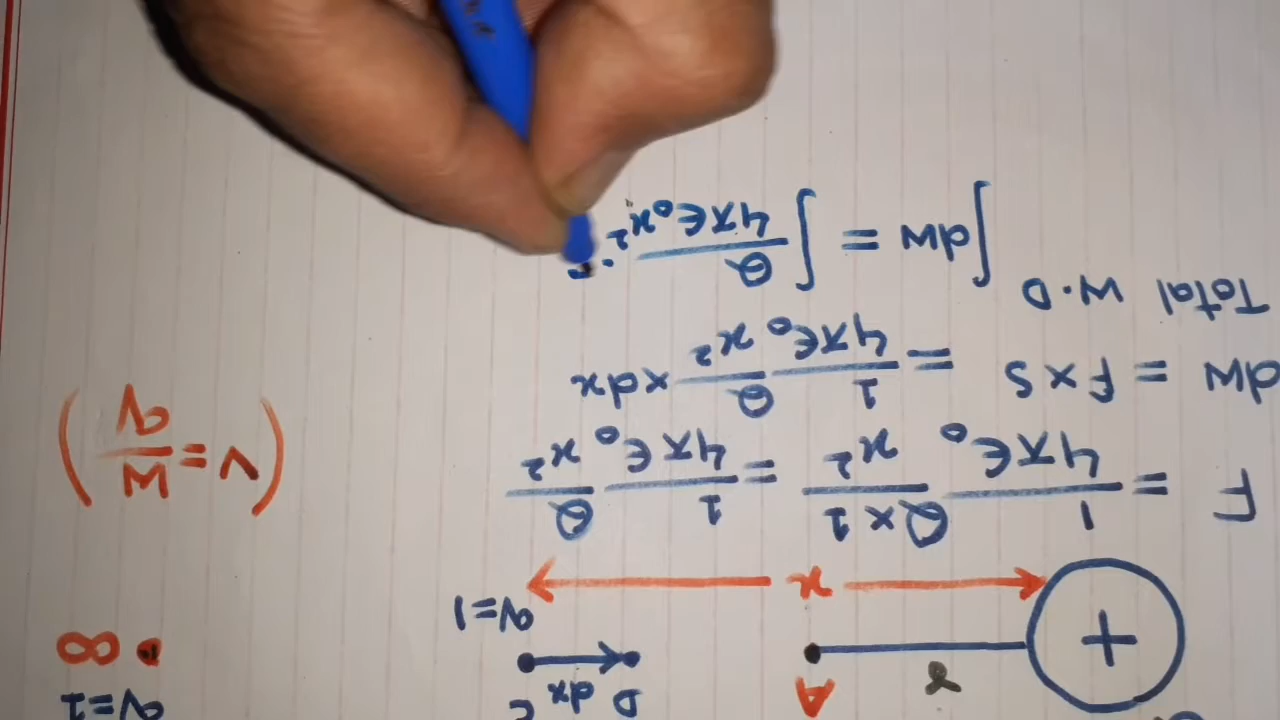 A D dx C q=1
+ r ∞
x q=1
F = 1/4πε₀ Q×1/x² = 1/4πε₀ Q/x²
(V = W/q)
dw = F×S = 1/4πε₀ Q/x² ×dx
Total W.D
∫dw = ∫ Q/4πε₀x²